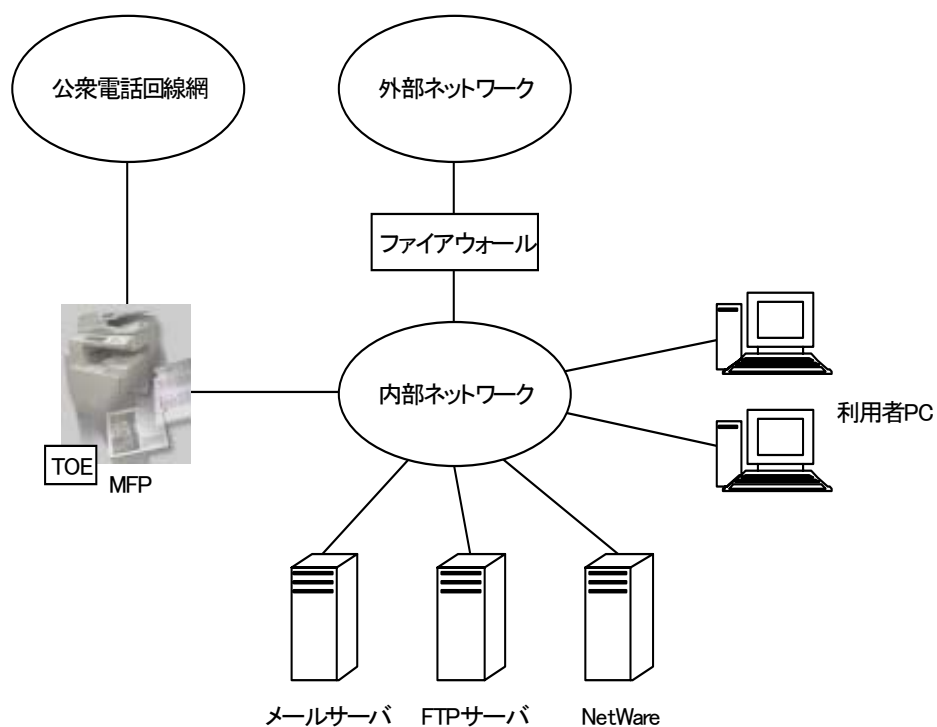 公衆電話回線網
外部ネットワーク
ファイアウォール
内部ネットワーク
利用者PC
TOE
MFP
メールサーバ
FTPサーバ
NetWare